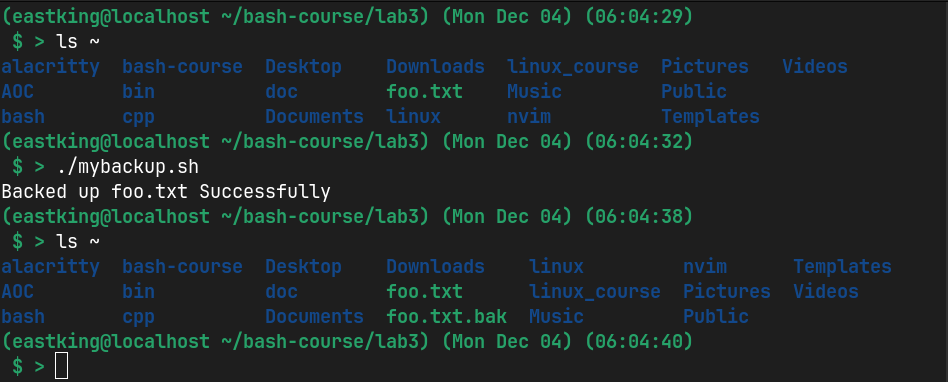 (eastking@localhost ~/bash-course/lab3) (Mon Dec 04) (06:04:29)
$ > ls ~
alacritty bash-course Desktop Downloads linux_course Pictures Videos
AOC bin doc foo.txt Music Public
bash cpp Documents linux nvim Templates
(eastking@localhost ~/bash-course/lab3) (Mon Dec 04) (06:04:32)
$ > ./mybackup.sh
Backed up foo.txt Successfully
(eastking@localhost ~/bash-course/lab3) (Mon Dec 04) (06:04:38)
$ > ls ~
alacritty bash-course Desktop Downloads linux nvim Templates
AOC bin doc foo.txt linux_course Pictures Videos
bash cpp Documents foo.txt.bak Music Public
(eastking@localhost ~/bash-course/lab3) (Mon Dec 04) (06:04:40)
$ >